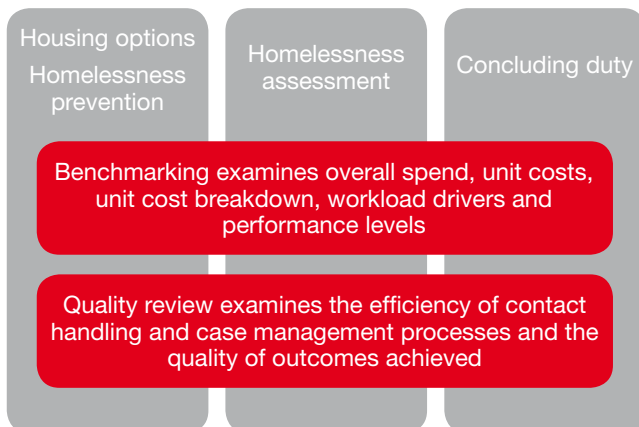 Housing options
Homelessness
prevention
Homelessness
assessment
Concluding duty
Benchmarking examines overall spend, unit costs,
unit cost breakdown, workload drivers and
performance levels
Quality review examines the efficiency of contact
handling and case management processes and the
quality of outcomes achieved